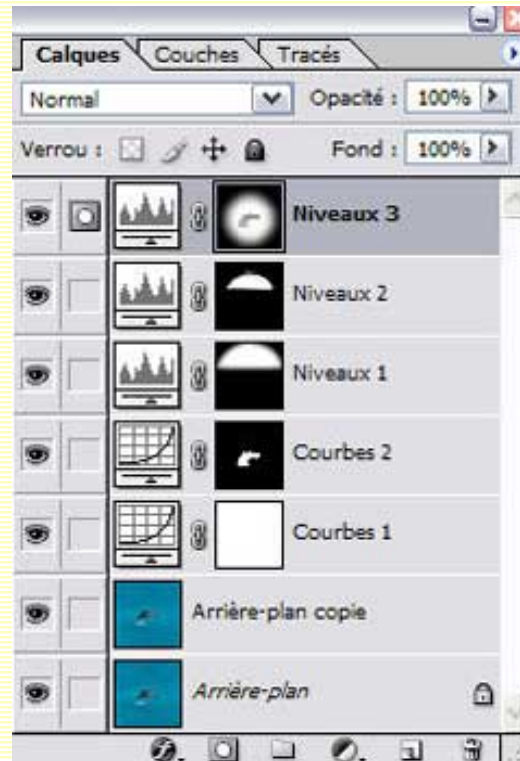 Calques Couches Tracés
Normal Opacité : 100%
Verrou : Fond : 100%
Niveaux 3
Niveaux 2
Niveaux 1
Courbes 2
Courbes 1
Arrière-plan copie
Arrière-plan